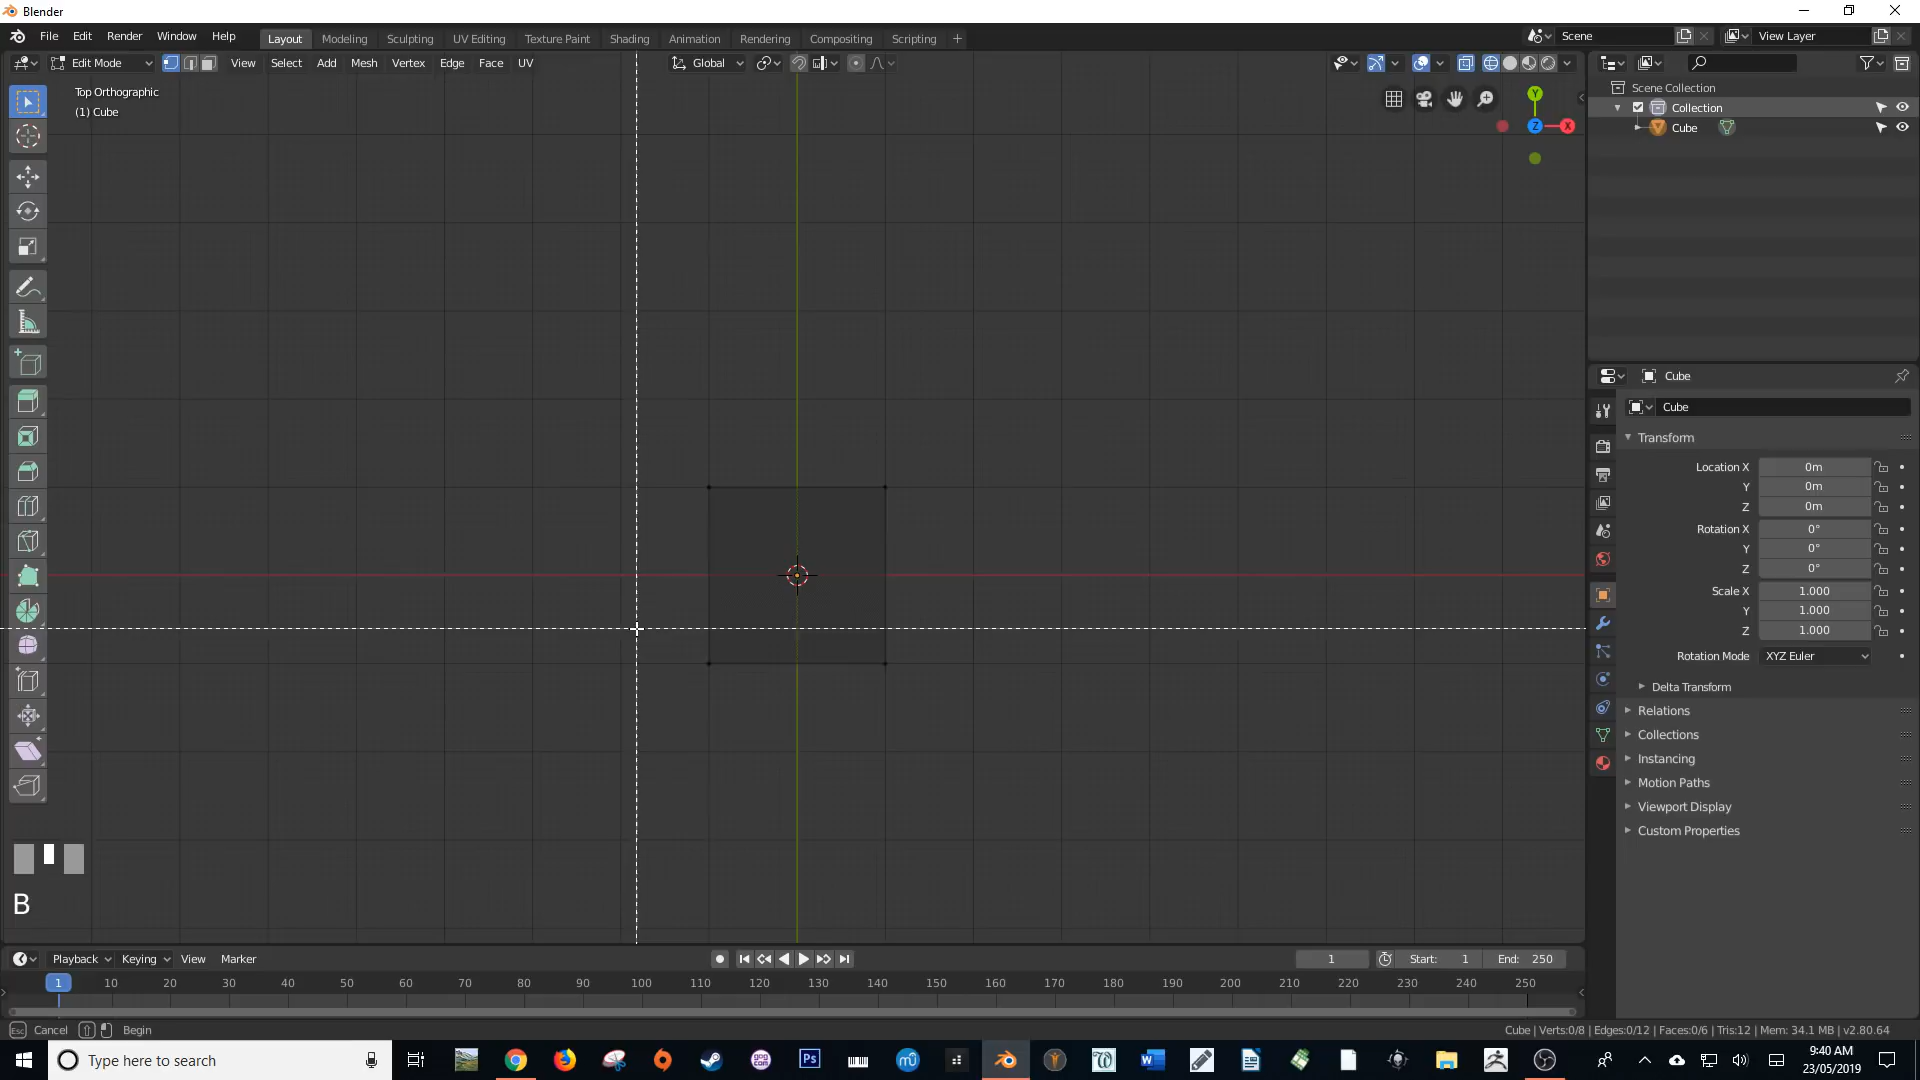 Blender
File Edit Render Window Help
Layout Modeling Sculpting UV Editing Texture Paint Shading Animation Rendering Compositing Scripting +
Scene
View Layer
Edit Mode View Select Add Mesh Vertex Edge Face UV
Global
Top Orthographic
(1) Cube
Y
Z
X
Scene Collection
Collection
Cube
Cube
Cube
Transform
Location X 0m
Y 0m
Z 0m
Rotation X 0°
Y 0°
Z 0°
Scale X 1.000
Y 1.000
Z 1.000
Rotation Mode XYZ Euler
Delta Transform
Relations
Collections
Instancing
Motion Paths
Viewport Display
Custom Properties
B
Playback Keying View Marker
1
Start: 1
End: 250
1 10 20 30 40 50 60 70 80 90 100 110 120 130 140 150 160 170 180 190 200 210 220 230 240 250
Esc Cancel Begin
Cube | Verts:0/8 | Edges:0/12 | Faces:0/6 | Tris:12 | Mem: 34.1 MB | v2.80.64
Type here to search
Ps
9:40 AM
23/05/2019